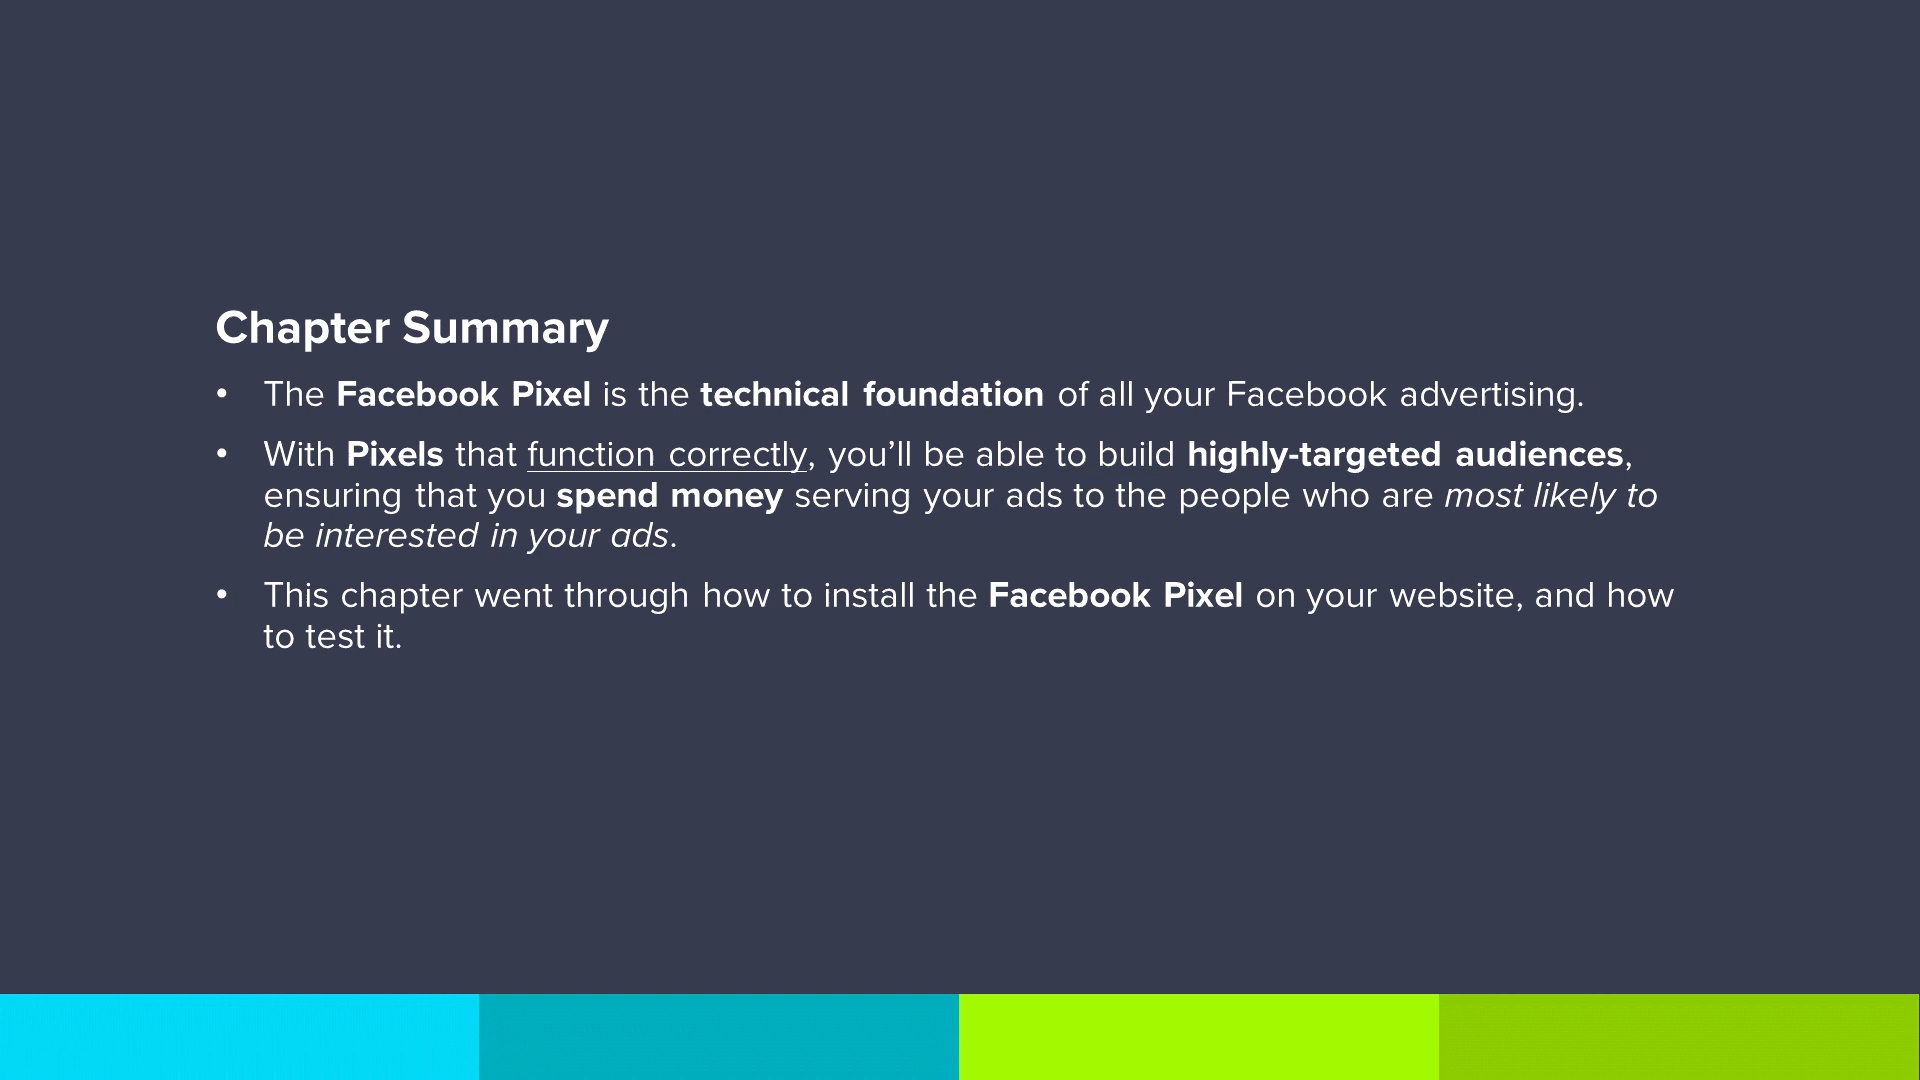 Chapter Summary
• The Facebook Pixel is the technical foundation of all your Facebook advertising.
• With Pixels that function correctly, you’ll be able to build highly-targeted audiences,
ensuring that you spend money serving your ads to the people who are most likely to
be interested in your ads.
• This chapter went through how to install the Facebook Pixel on your website, and how
to test it.